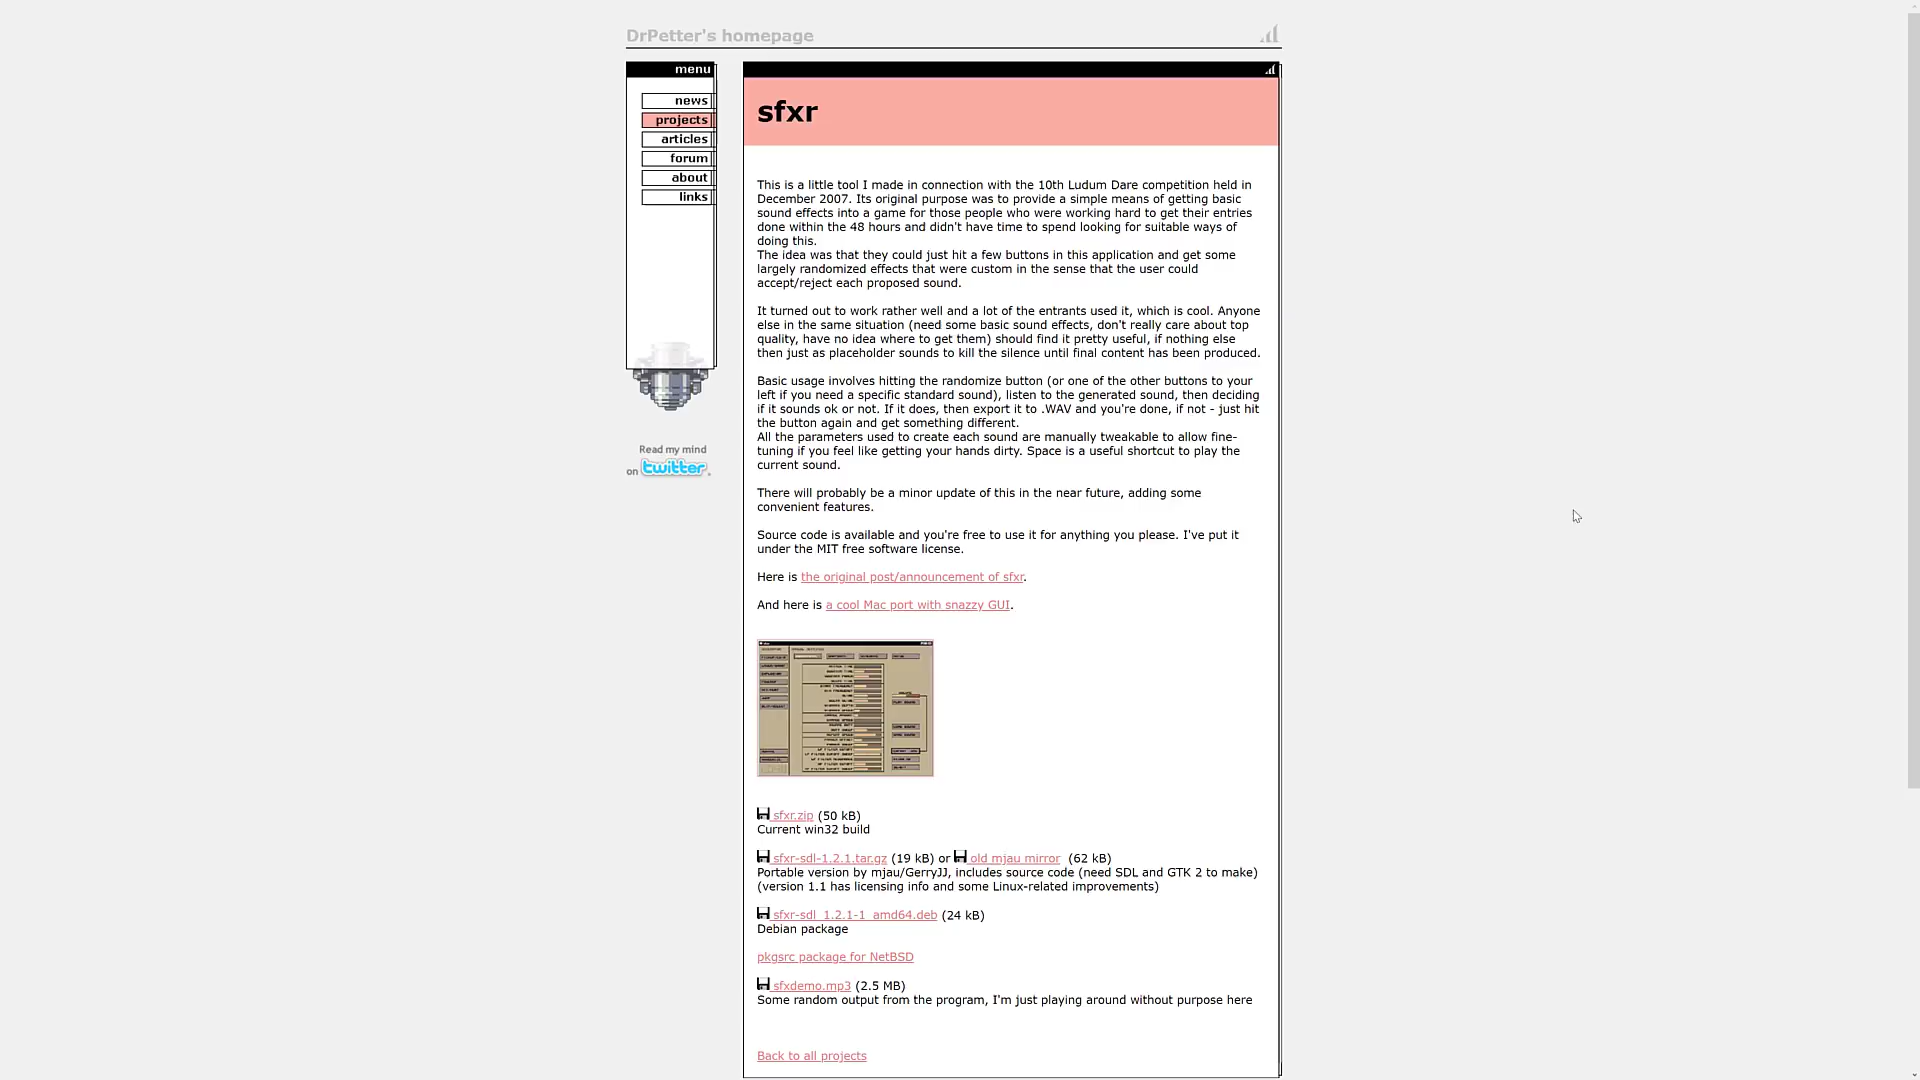 DrPetter's homepage
menu
news
projects
articles
forum
about
links
Read my mind
on twitter.
sfxr
This is a little tool I made in connection with the 10th Ludum Dare competition held in
December 2007. Its original purpose was to provide a simple means of getting basic
sound effects into a game for those people who were working hard to get their entries
done within the 48 hours and didn't have time to spend looking for suitable ways of
doing this.
The idea was that they could just hit a few buttons in this application and get some
largely randomized effects that were custom in the sense that the user could
accept/reject each proposed sound.
It turned out to work rather well and a lot of the entrants used it, which is cool. Anyone
else in the same situation (need some basic sound effects, don't really care about top
quality, have no idea where to get them) should find it pretty useful, if nothing else
then just as placeholder sounds to kill the silence until final content has been produced.
Basic usage involves hitting the randomize button (or one of the other buttons to your
left if you need a specific standard sound), listen to the generated sound, then deciding
if it sounds ok or not. If it does, then export it to .WAV and you're done, if not - just hit
the button again and get something different.
All the parameters used to create each sound are manually tweakable to allow fine-
tuning if you feel like getting your hands dirty. Space is a useful shortcut to play the
current sound.
There will probably be a minor update of this in the near future, adding some
convenient features.
Source code is available and you're free to use it for anything you please. I've put it
under the MIT free software license.
Here is the original post/announcement of sfxr.
And here is a cool Mac port with snazzy GUI.
sfxr.zip (50 kB)
Current win32 build
sfxr-sdl-1.2.1.tar.gz (19 kB) or old mjau mirror (62 kB)
Portable version by mjau/GerryJJ, includes source code (need SDL and GTK 2 to make)
(version 1.1 has licensing info and some Linux-related improvements)
sfxr-sdl_1.2.1-1_amd64.deb (24 kB)
Debian package
pkgsrc package for NetBSD
sfxdemo.mp3 (2.5 MB)
Some random output from the program, I'm just playing around without purpose here
Back to all projects